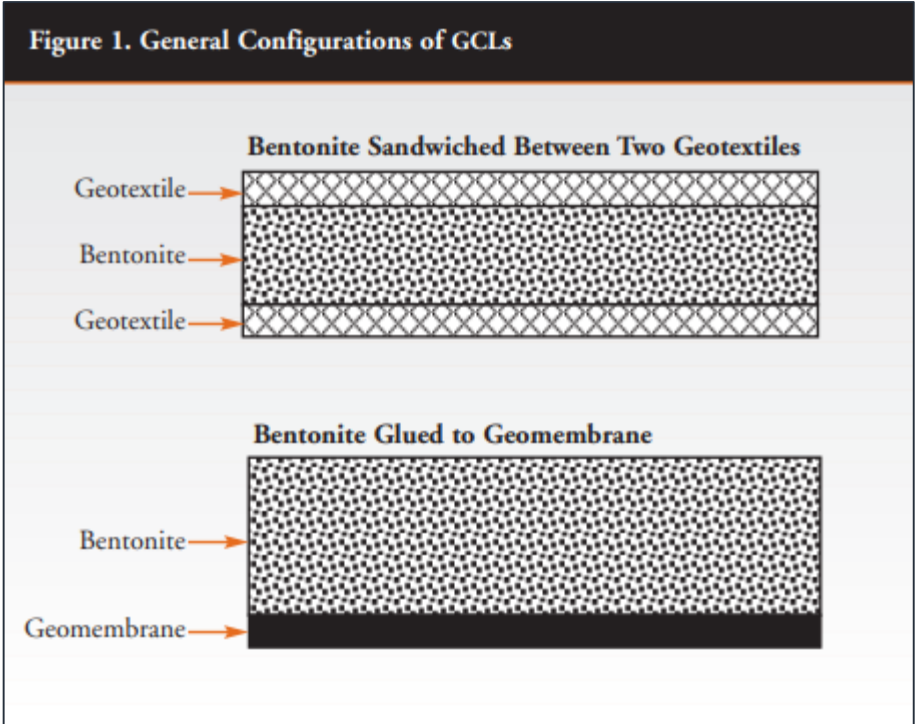 Figure 1. General Configurations of GCLs
Bentonite Sandwiched Between Two Geotextiles
Geotextile
Bentonite
Geotextile
Bentonite Glued to Geomembrane
Bentonite
Geomembrane